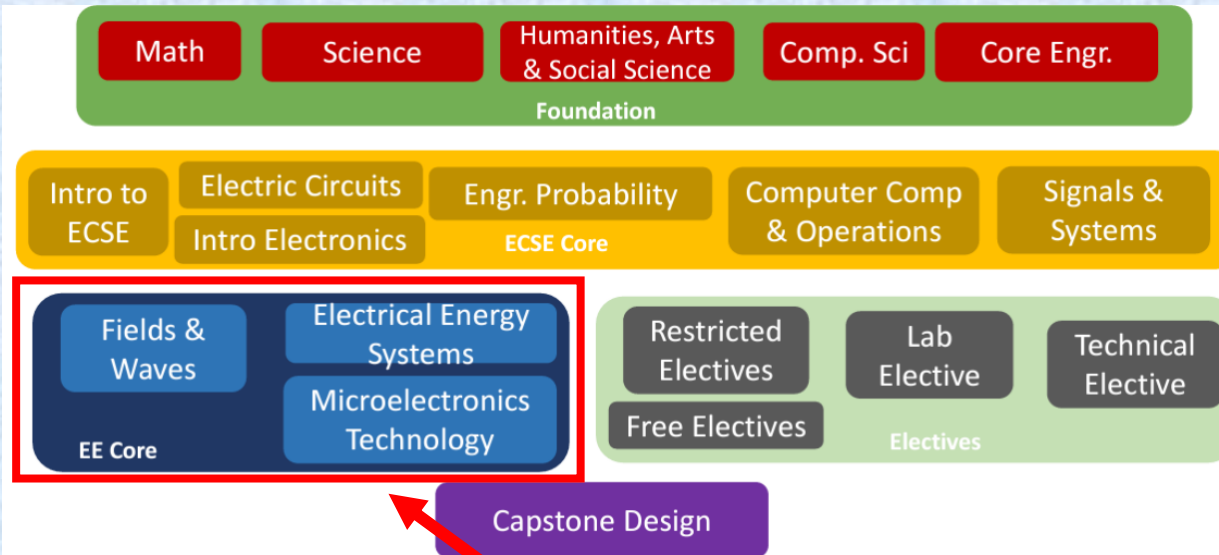 Math
Science
Humanities, Arts
& Social Science
Comp. Sci
Core Engr.
Foundation
Intro to
ECSE
Electric Circuits
Intro Electronics
Engr. Probability
ECSE Core
Computer Comp
& Operations
Signals &
Systems
Fields &
Waves
Electrical Energy
Systems
Microelectronics
Technology
EE Core
Restricted
Electives
Free Electives
Lab
Elective
Technical
Elective
Electives
Capstone Design